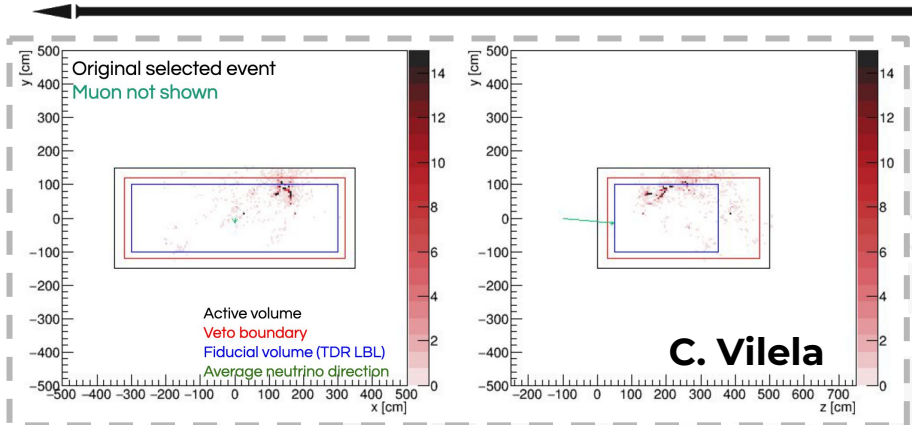 Original selected event
Muon not shown
y [cm]
500
400
300
200
100
0
−100
−200
−300
−400
−500
−500 −400 −300 −200 −100 0 100 200 300 400 500
x [cm]
14
12
10
8
6
4
2
0
Active volume
Veto boundary
Fiducial volume (TDR LBL)
Average neutrino direction
y [cm]
500
400
300
200
100
0
−100
−200
−300
−400
−500
−200 −100 0 100 200 300 400 500 600 700
z [cm]
14
12
10
8
6
4
2
0
C. Vilela